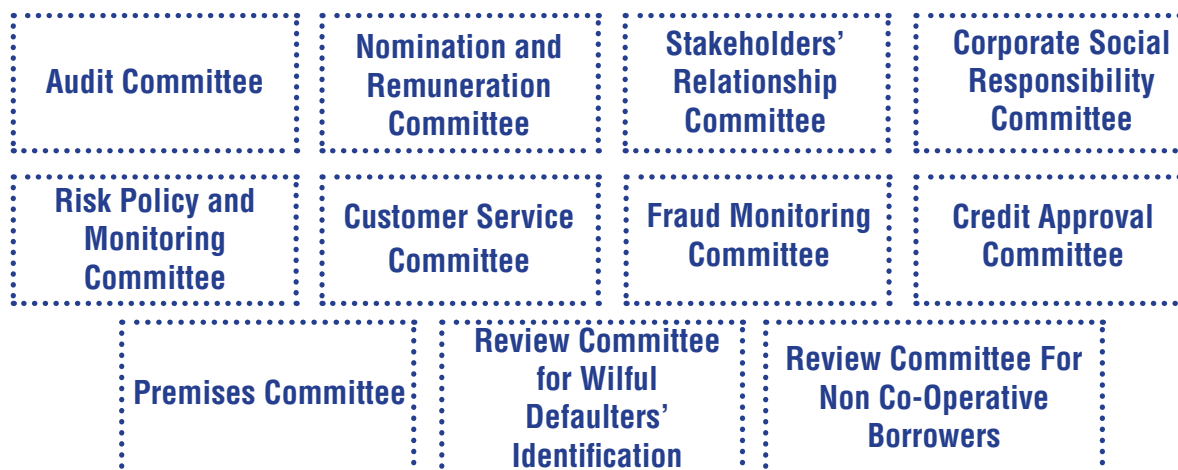 Audit Committee
Nomination and
Remuneration
Committee
Stakeholders’
Relationship
Committee
Corporate Social
Responsibility
Committee
Risk Policy and
Monitoring
Committee
Customer Service
Committee
Fraud Monitoring
Committee
Credit Approval
Committee
Premises Committee
Review Committee
for Wilful
Defaulters’
Identification
Review Committee For
Non Co-Operative
Borrowers